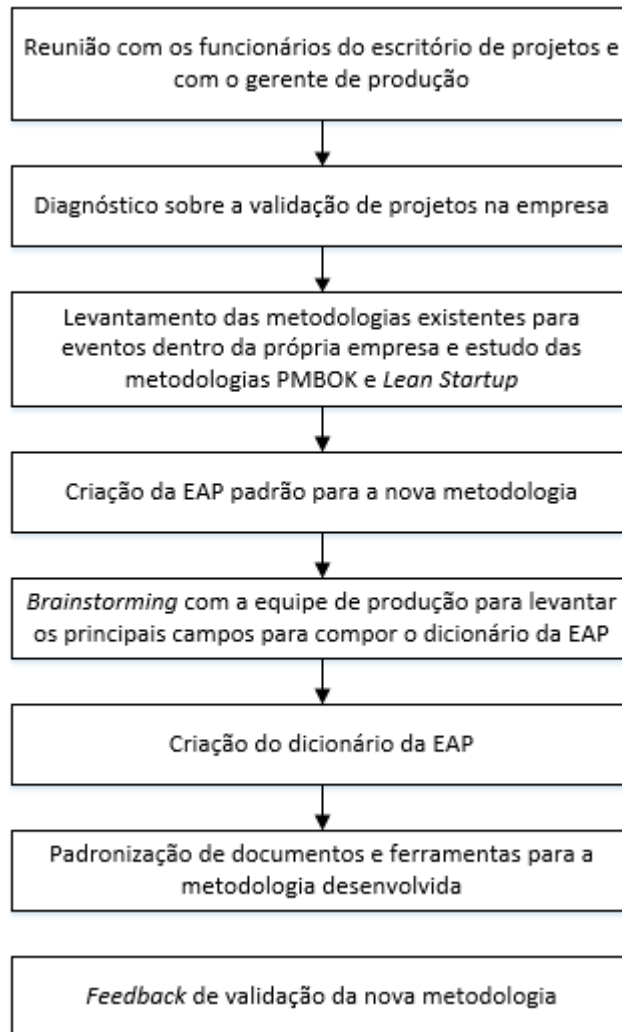 Reunião com os funcionários do escritório de projetos e
com o gerente de produção
Diagnóstico sobre a validação de projetos na empresa
Levantamento das metodologias existentes para
eventos dentro da própria empresa e estudo das
metodologias PMBOK e Lean Startup
Criação da EAP padrão para a nova metodologia
Brainstorming com a equipe de produção para levantar
os principais campos para compor o dicionário da EAP
Criação do dicionário da EAP
Padronização de documentos e ferramentas para a
metodologia desenvolvida
Feedback de validação da nova metodologia